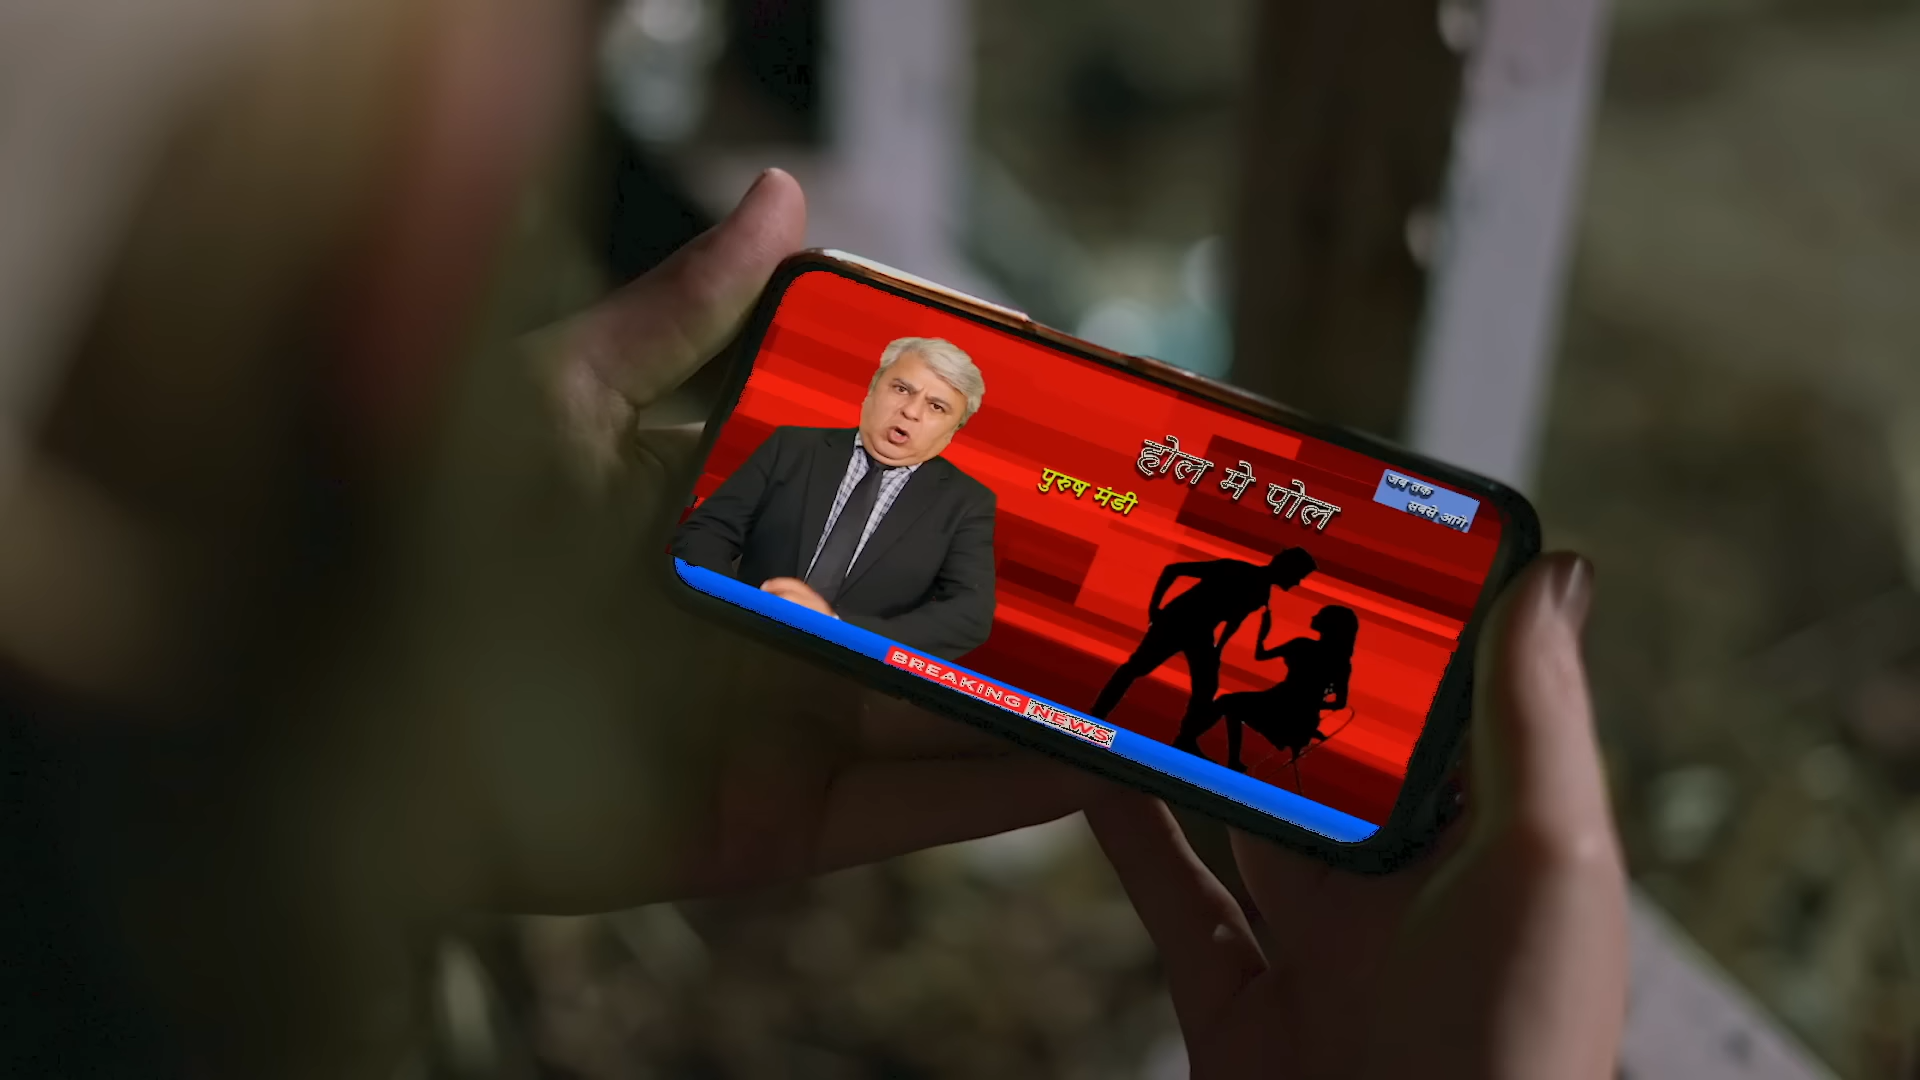 होल मे पोल
पुरुष मंडी
जब तक
सबसे आगे
BREAKING NEWS